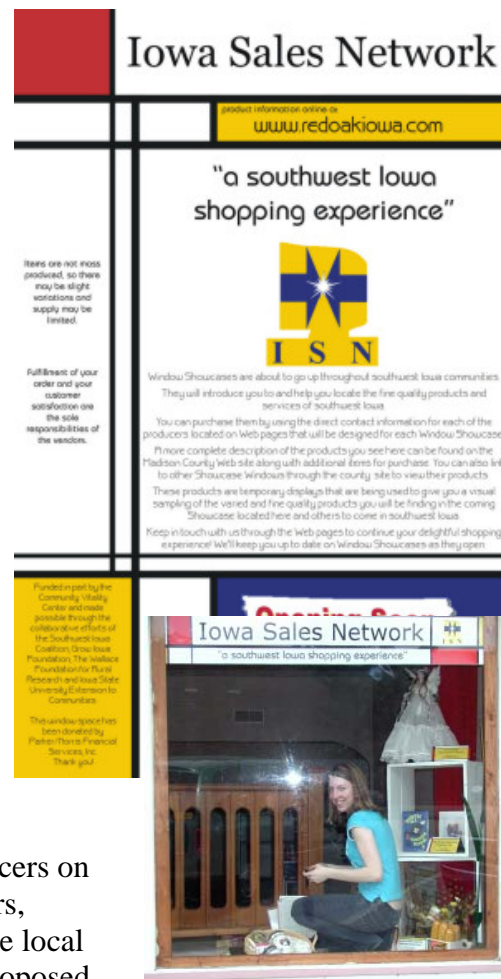 Iowa Sales Network
product information online @
www.redoakiowa.com
"a southwest Iowa
shopping experience"
Items are not mass
produced, so there
may be slight
variations and
supply may be
limited.
Fulfillment of your
order and your
customer
satisfaction are
the sole
responsibilities of
the vendors.
ISN
Window Showcases are about to go up throughout southwest Iowa communities
They will introduce you to and help you locate the fine quality products and
services of southwest Iowa
You can purchase them by using the direct contact information for each of the
producers located on Web pages that will be designed for each Window Showcase
A more complete description of the products you see here can be found on the
Madison County Web site along with additional items for purchase. You can also link
to other Showcase Windows through the county site to view their products
These products are temporary displays that are being used to give you a visual
sampling of the varied and fine quality products you will be finding in the coming
Showcase located here and others to come in southwest Iowa
Keep in touch with us through the Web pages to continue your delightful shopping
experience! We'll keep you up to date on Window Showcases as they open
Funded in part by the
Community Vitality
Center and made
possible through the
collaborative efforts of
the Southwest Iowa
Coalition, Grow Iowa
Foundation, The Wallace
Foundation for Rural
Research and Iowa State
University Extension to
Communities
This window space has
been donated by
Parker Morris Financial
Services, Inc.
Thank you!
Opening Soon
Iowa Sales Network
"a southwest Iowa shopping experience"
ISN
cers on
rs,
e local
oposed